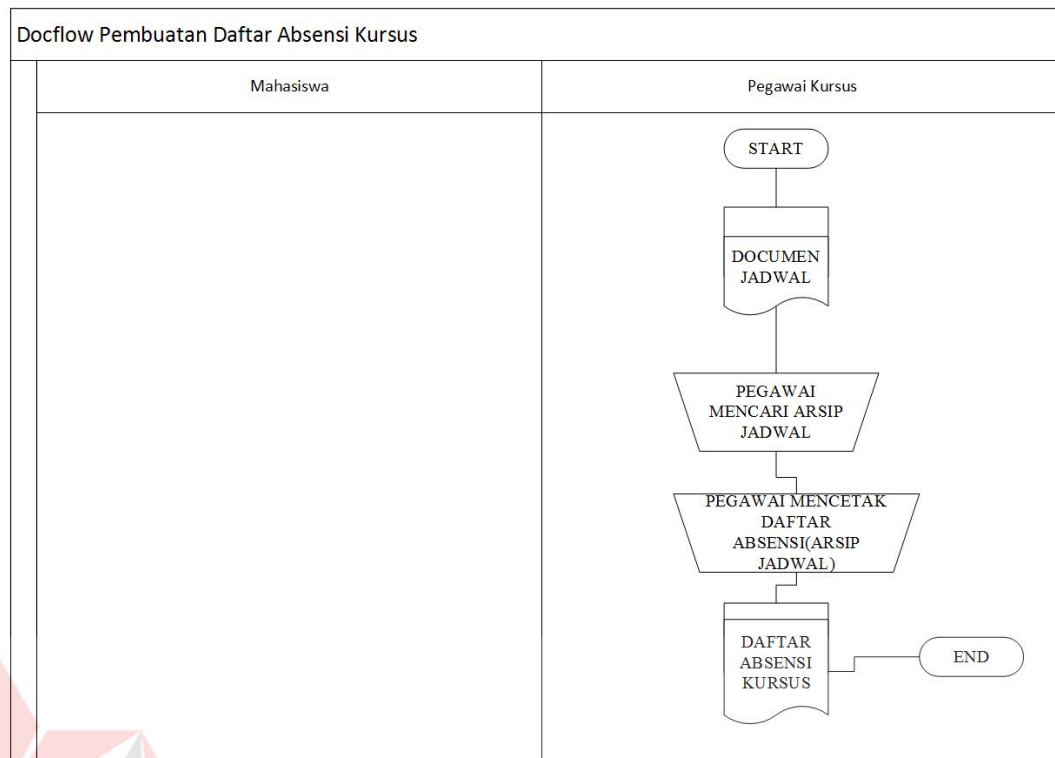 Docflow Pembuatan Daftar Absensi Kursus
Mahasiswa
Pegawai Kursus
START
DOCUMEN
JADWAL
PEGAWAI
MENCARI ARSIP
JADWAL
PEGAWAI MENCETAK
DAFTAR
ABSENSI(ARSIP
JADWAL)
DAFTAR
ABSENSI
KURSUS
END